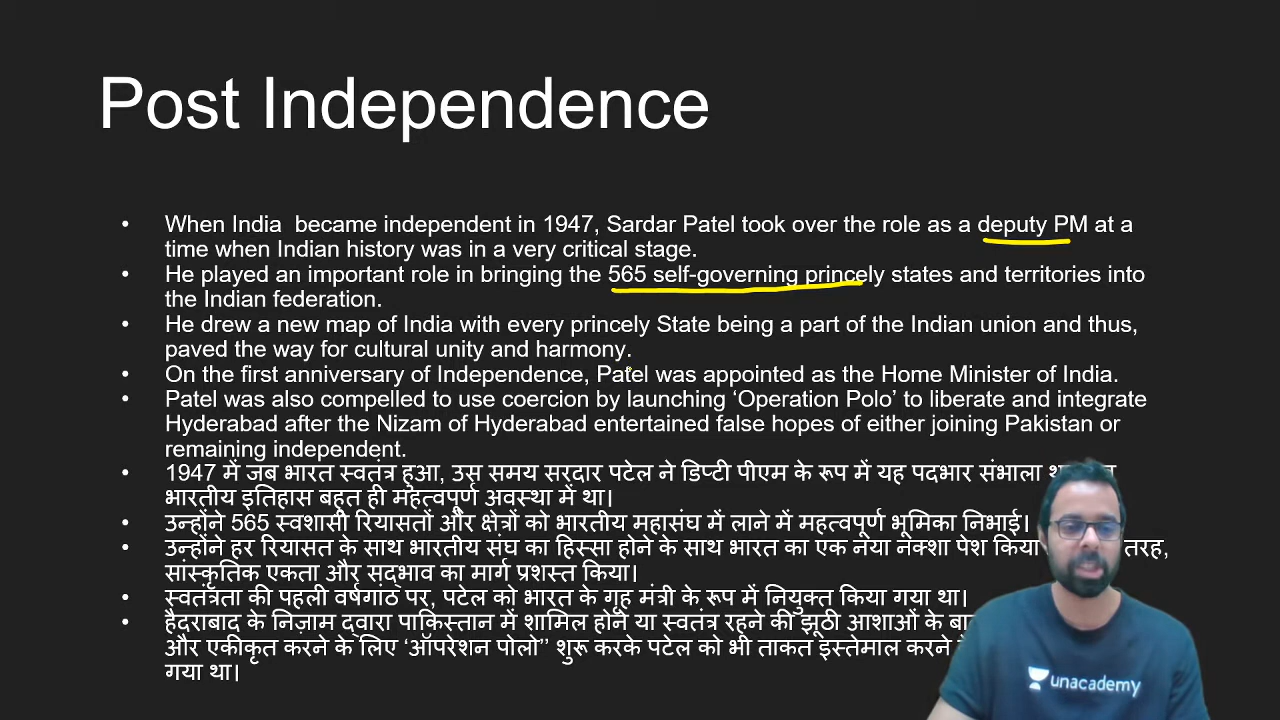 Post Independence
• When India became independent in 1947, Sardar Patel took over the role as a deputy PM at a
time when Indian history was in a very critical stage.
• He played an important role in bringing the 565 self-governing princely states and territories into
the Indian federation.
• He drew a new map of India with every princely State being a part of the Indian union and thus,
paved the way for cultural unity and harmony.
• On the first anniversary of Independence, Patel was appointed as the Home Minister of India.
• Patel was also compelled to use coercion by launching ‘Operation Polo’ to liberate and integrate
Hyderabad after the Nizam of Hyderabad entertained false hopes of either joining Pakistan or
remaining independent.
• 1947 में जब भारत स्वतंत्र हुआ, उस समय सरदार पटेल ने डिप्टी पीएम के रूप में यह पदभार संभाला
भारतीय इतिहास बहुत ही महत्वपूर्ण अवस्था में था।
• उन्होंने 565 स्वशासी रियासतों और क्षेत्रों को भारतीय महासंघ में लाने में महत्वपूर्ण भूमिका निभाई।
• उन्होंने हर रियासत के साथ भारतीय संघ का हिस्सा होने के साथ भारत का एक नया नक्शा पेश किया तरह,
सांस्कृतिक एकता और सद्भाव का मार्ग प्रशस्त किया।
• स्वतंत्रता की पहली वर्षगांठ पर, पटेल को भारत के गृह मंत्री के रूप में नियुक्त किया गया था।
• हैदराबाद के निज़ाम द्वारा पाकिस्तान में शामिल होने या स्वतंत्र रहने की झूठी आशाओं के
और एकीकृत करने के लिए ‘ऑपरेशन पोलो’’ शुरू करके पटेल को भी ताकत इस्तेमाल करने
गया था।
unacademy